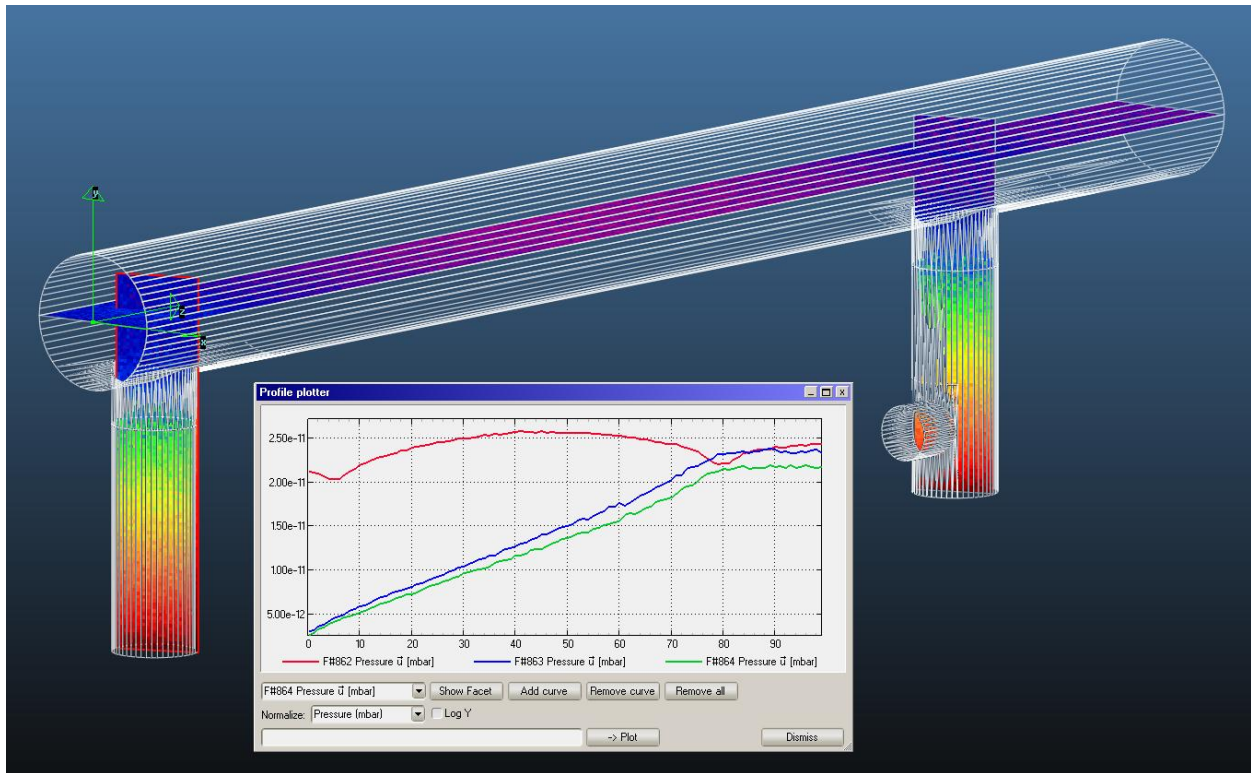 y
z
x
Profile plotter
2.50e-11
2.00e-11
1.50e-11
1.00e-11
5.00e-12
0 10 20 30 40 50 60 70 80 90
F#862 Pressure u⃗ [mbar] F#863 Pressure u⃗ [mbar] F#864 Pressure u⃗ [mbar]
F#864 Pressure u⃗ [mbar] Show Facet Add curve Remove curve Remove all
Normalize: Pressure (mbar) Log Y
-> Plot Dismiss